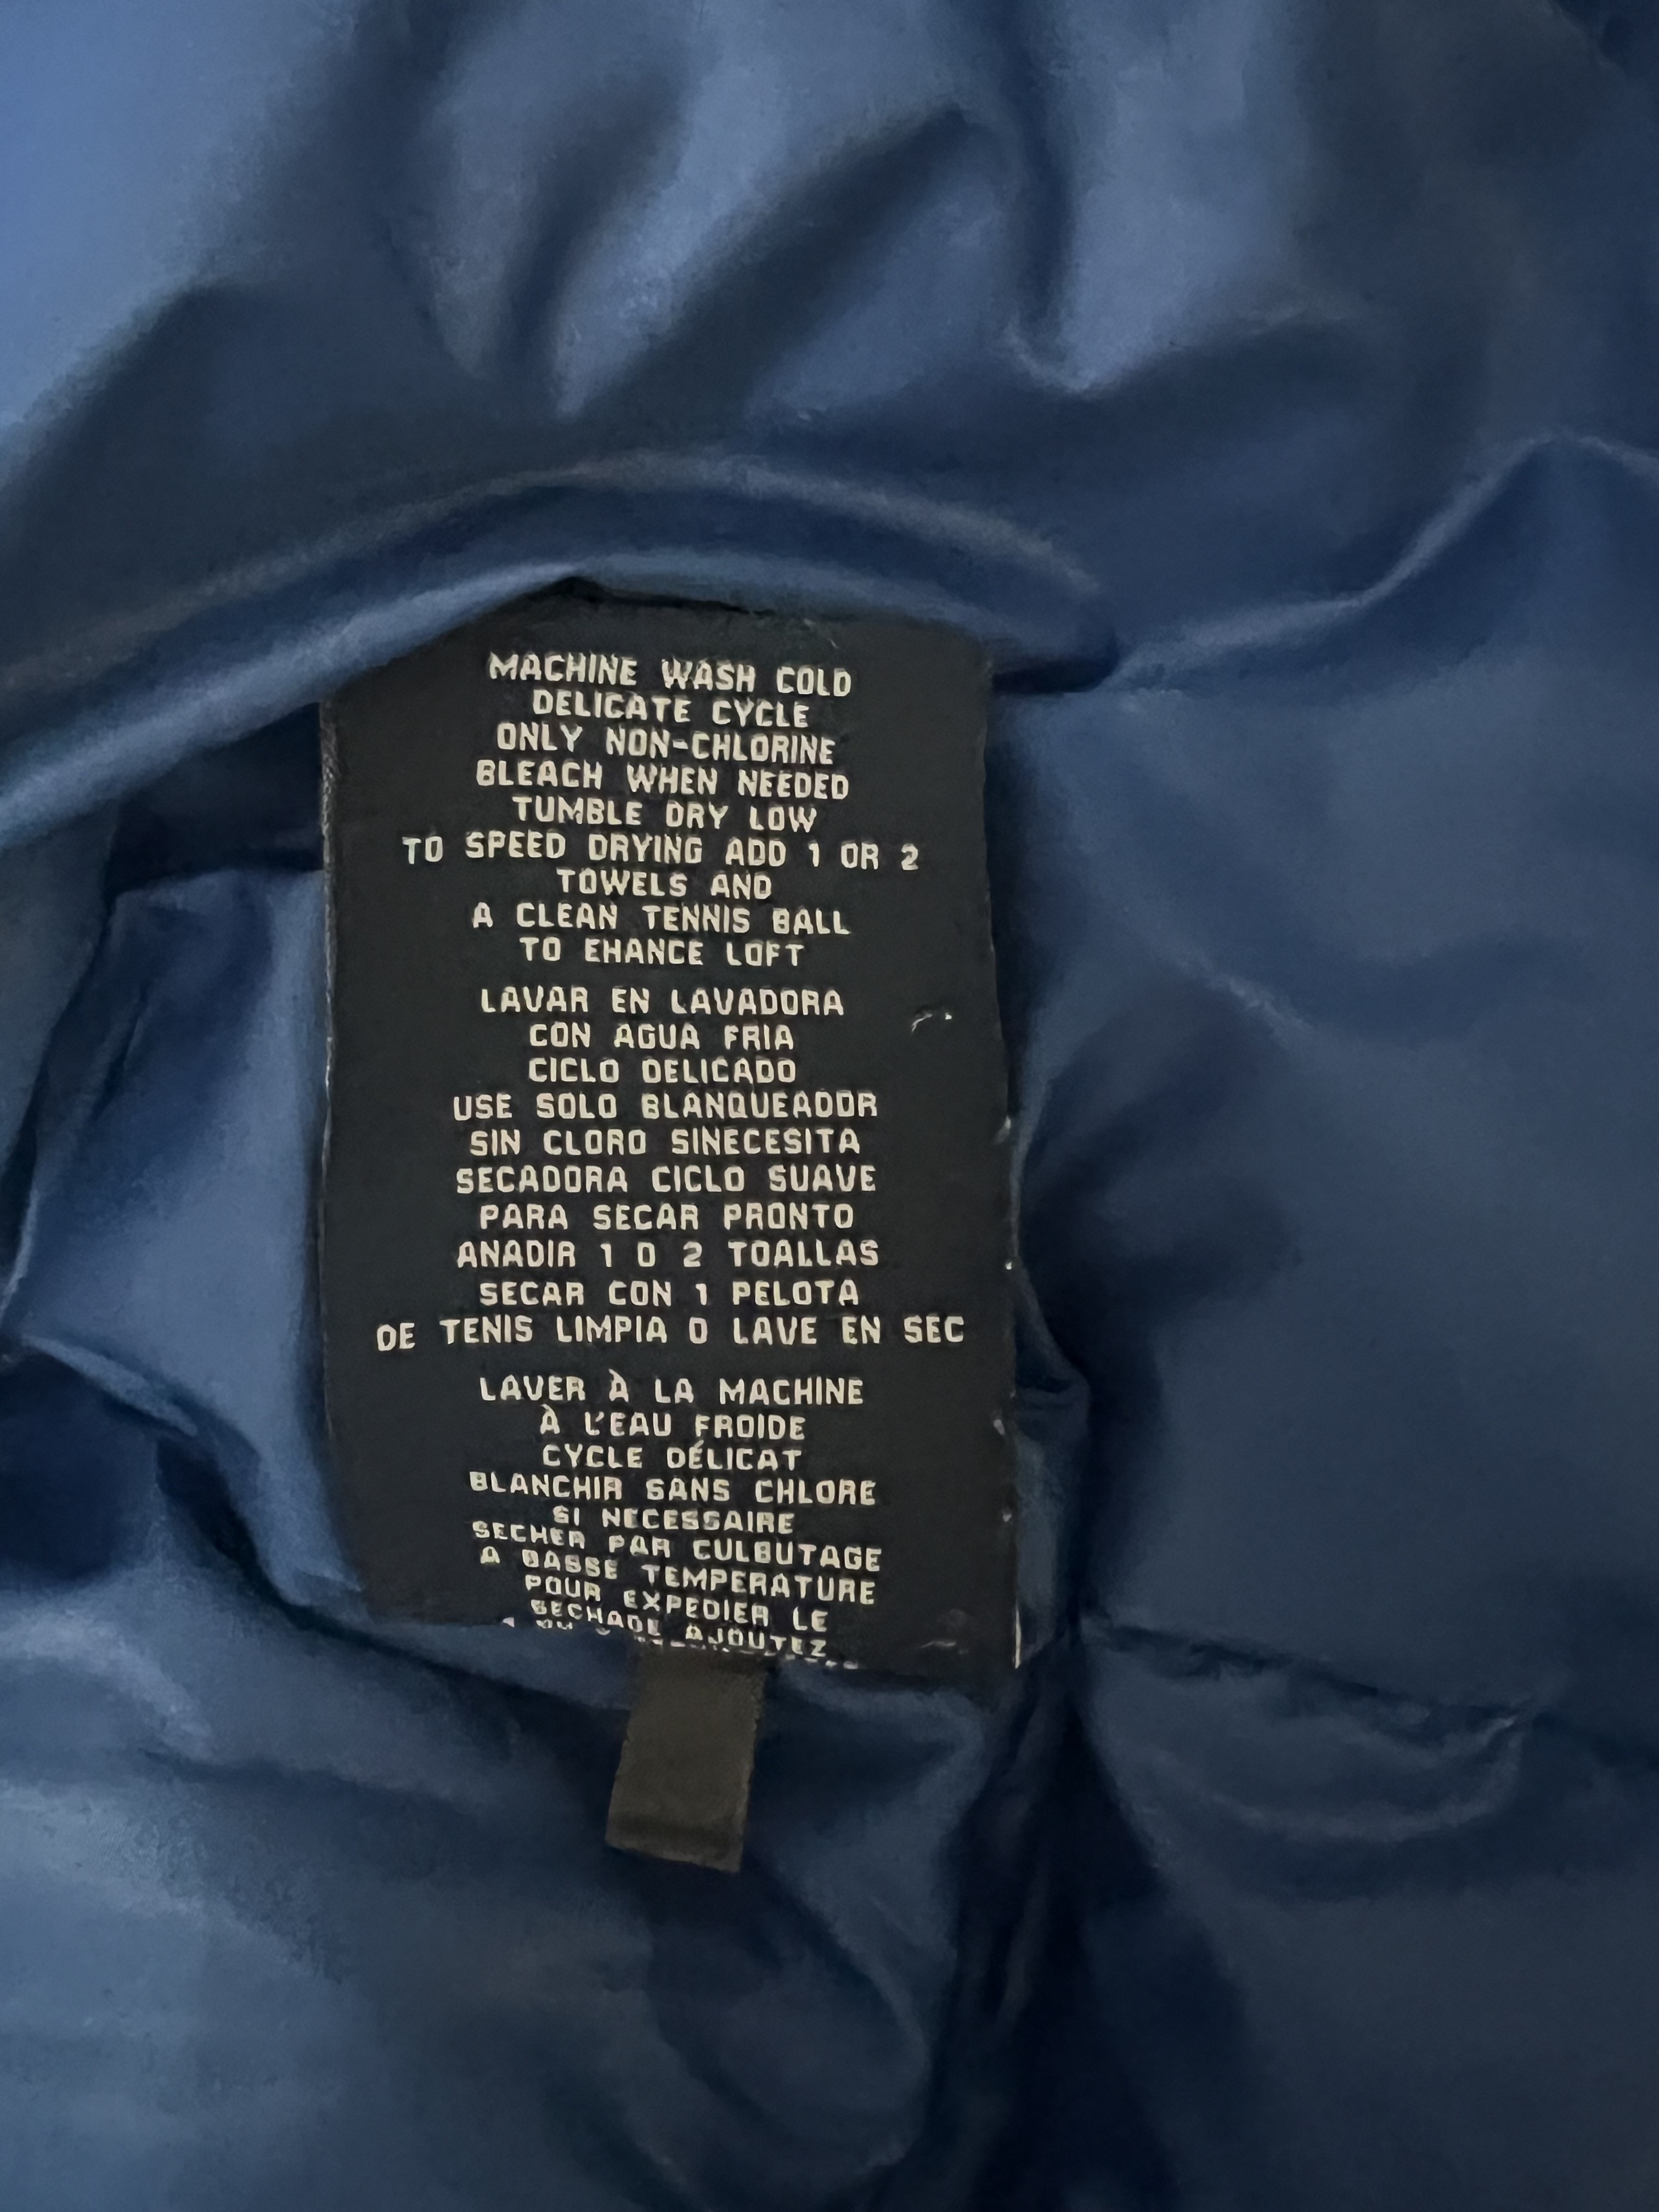 MACHINE WASH COLD
DELICATE CYCLE
ONLY NON-CHLORINE
BLEACH WHEN NEEDED
TUMBLE DRY LOW
TO SPEED DRYING ADD 1 OR 2
TOWELS AND
A CLEAN TENNIS BALL
TO EHANCE LOFT
LAVAR EN LAVADORA
CON AGUA FRIA
CICLO DELICADO
USE SOLO BLANQUEADOR
SIN CLORO SINECESITA
SECADORA CICLO SUAVE
PARA SECAR PRONTO
ANADIR 1 O 2 TOALLAS
SECAR CON 1 PELOTA
DE TENIS LIMPIA O LAVE EN SEC
LAVER À LA MACHINE
À L'EAU FROIDE
CYCLE DÉLICAT
BLANCHIR SANS CHLORE
SI NECESSAIRE
SECHER PAR CULBUTAGE
A BASSE TEMPERATURE
POUR EXPEDIER LE
SECHAGE AJOUTEZ